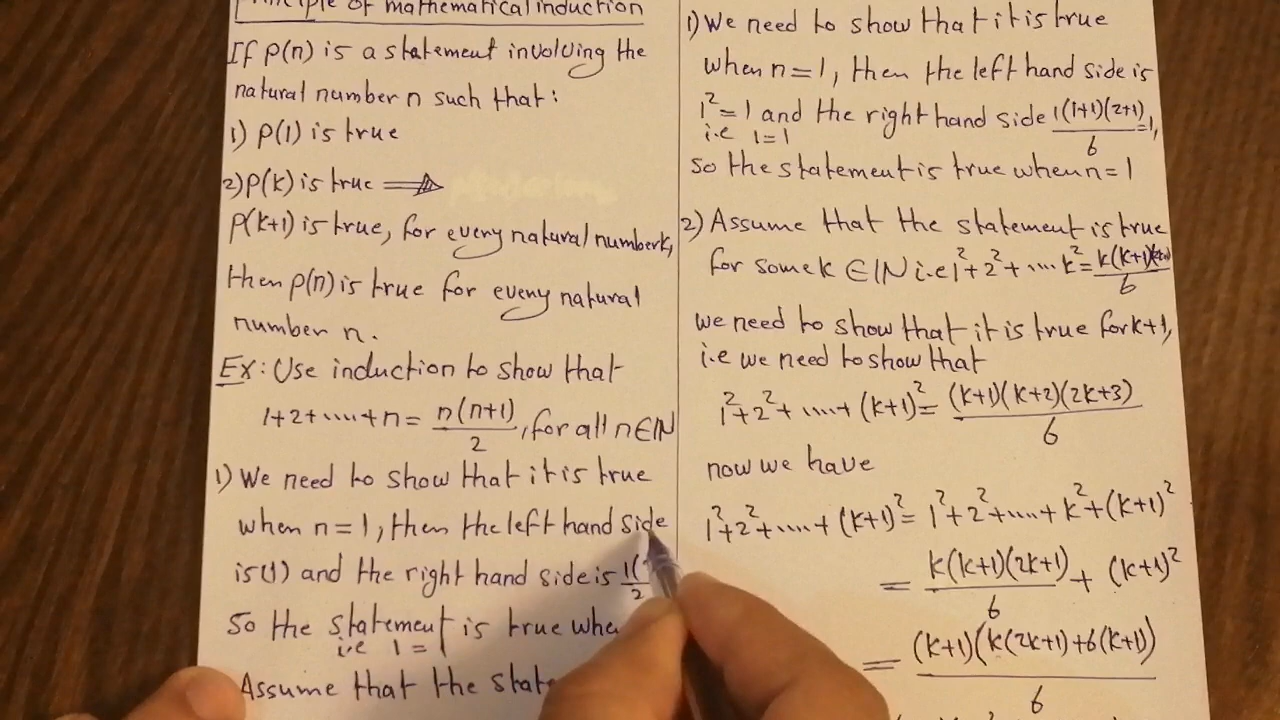 Principle of mathematical induction
If P(n) is a statement involving the
natural number n such that:
1) P(1) is true
2) P(k) is true ⟹
P(k+1) is true, for every natural number k,
then P(n) is true for every natural
number n.
Ex: Use induction to show that
1+2+.....+n = n(n+1)/2, for all n∈ℕ
1) We need to show that it is true
when n=1, then the left hand side
is (1) and the right hand side is 1(/2
So the statement is true
i.e 1=1
Assume that the
1) We need to show that it is true
when n=1, then the left hand side is
1²=1 and the right hand side 1(1+1)(2+1)/6=1,
i.e 1=1
so the statement is true when n=1
2) Assume that the statement is true
for some k∈ℕ i.e 1²+2²+....k²=k(k+1)(2k+1)/6
we need to show that it is true for k+1,
i.e we need to show that
1²+2²+.....+(k+1)²=(k+1)(k+2)(2k+3)/6
now we have
1²+2²+.....+(k+1)²=1²+2²+.....+k²+(k+1)²
= k(k+1)(2k+1)/6 + (k+1)²
= (k+1)(k(2k+1)+6(k+1))/6